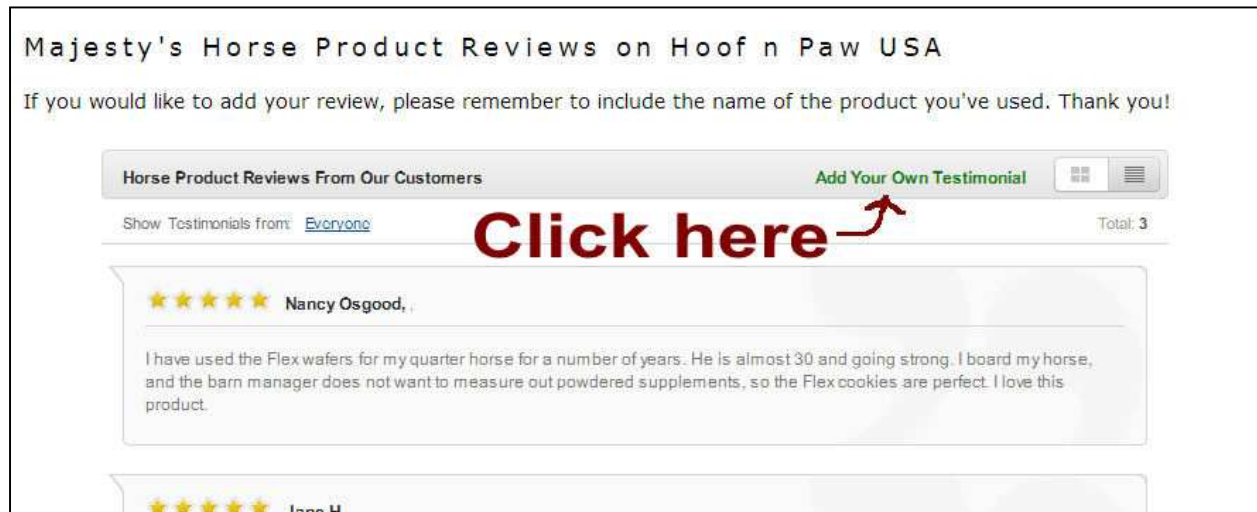 Majesty's Horse Product Reviews on Hoof n Paw USA
If you would like to add your review, please remember to include the name of the product you've used. Thank you!
Horse Product Reviews From Our Customers
Add Your Own Testimonial
Show Testimonials from: Everyone
Click here
Total: 3
Nancy Osgood, .
I have used the Flex wafers for my quarter horse for a number of years. He is almost 30 and going strong. I board my horse,
and the barn manager does not want to measure out powdered supplements, so the Flex cookies are perfect. I love this
product.
Jane H